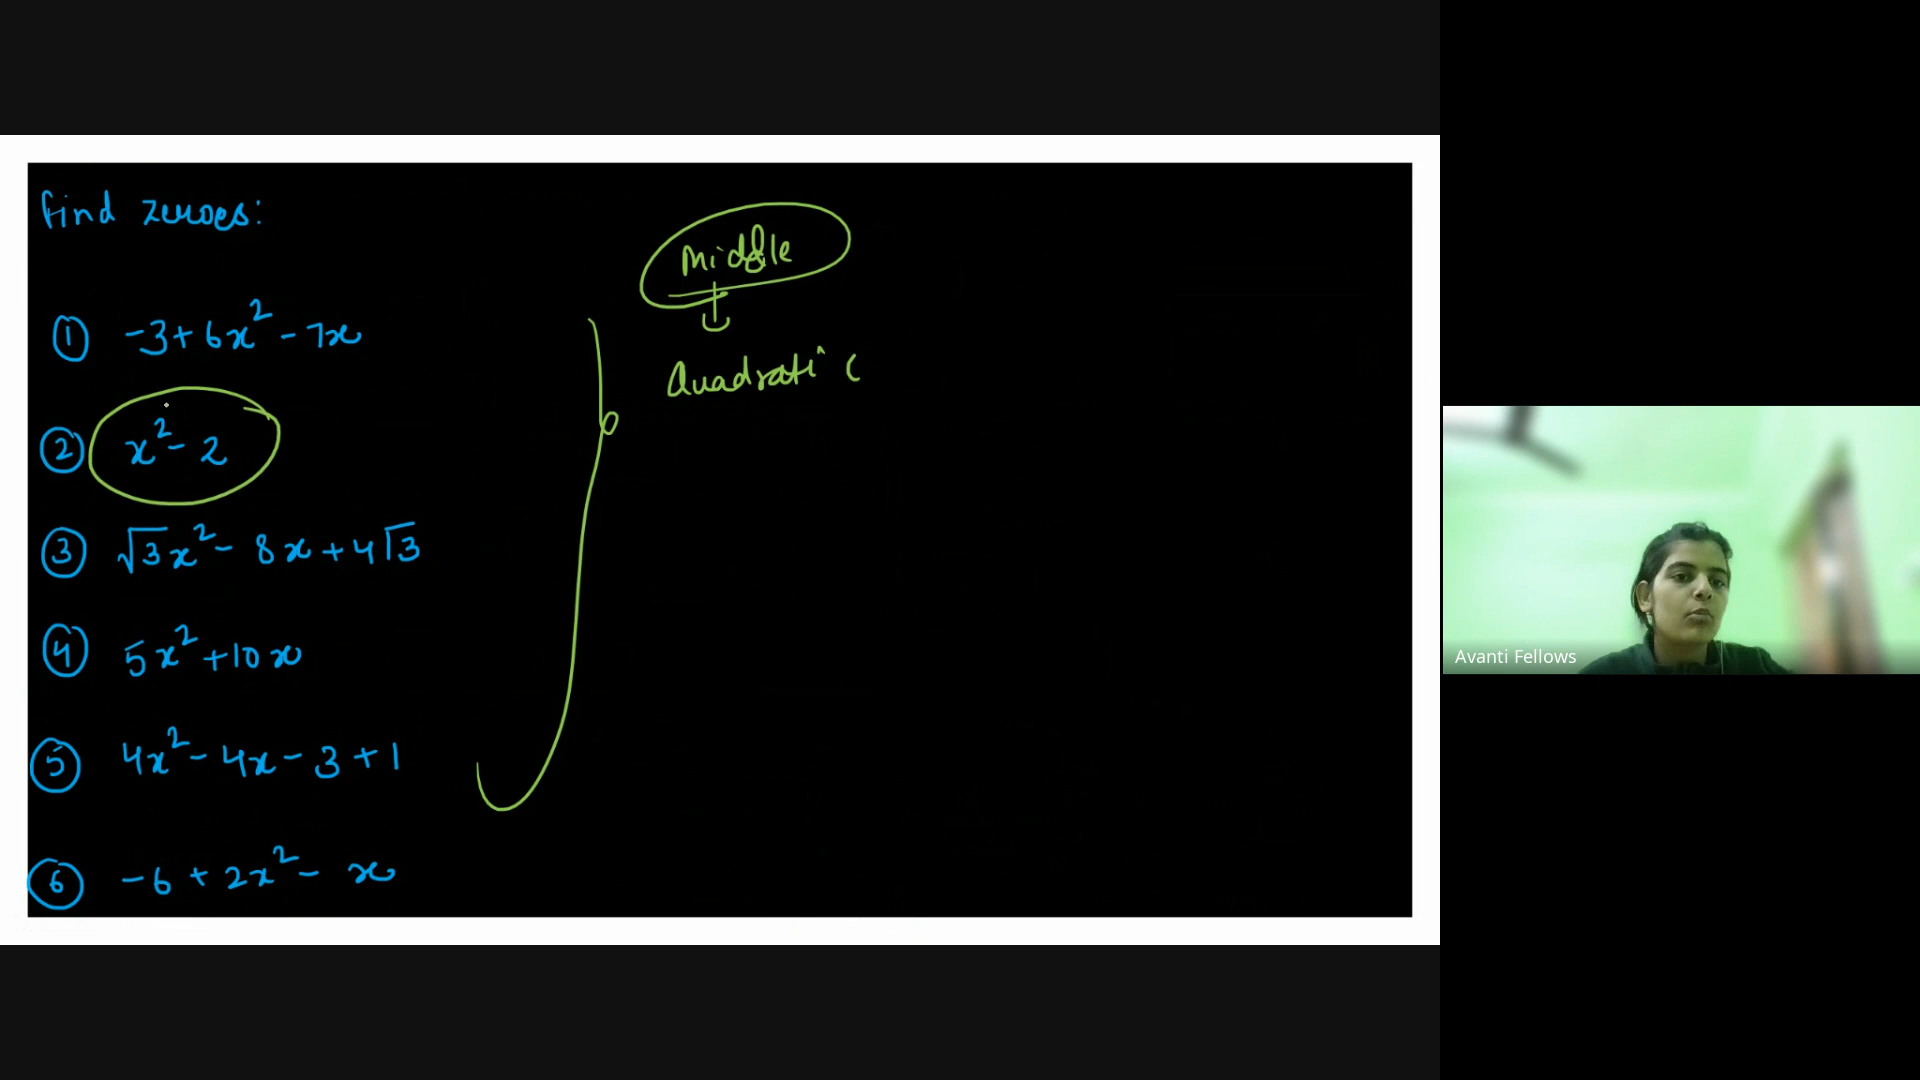 find zeroes:
① -3 + 6x² - 7x
② x² - 2
③ √3x² - 8x + 4√3
④ 5x² + 10x
⑤ 4x² - 4x - 3 + 1
⑥ -6 + 2x² - x
Middle
Quadratic
Avanti Fellows